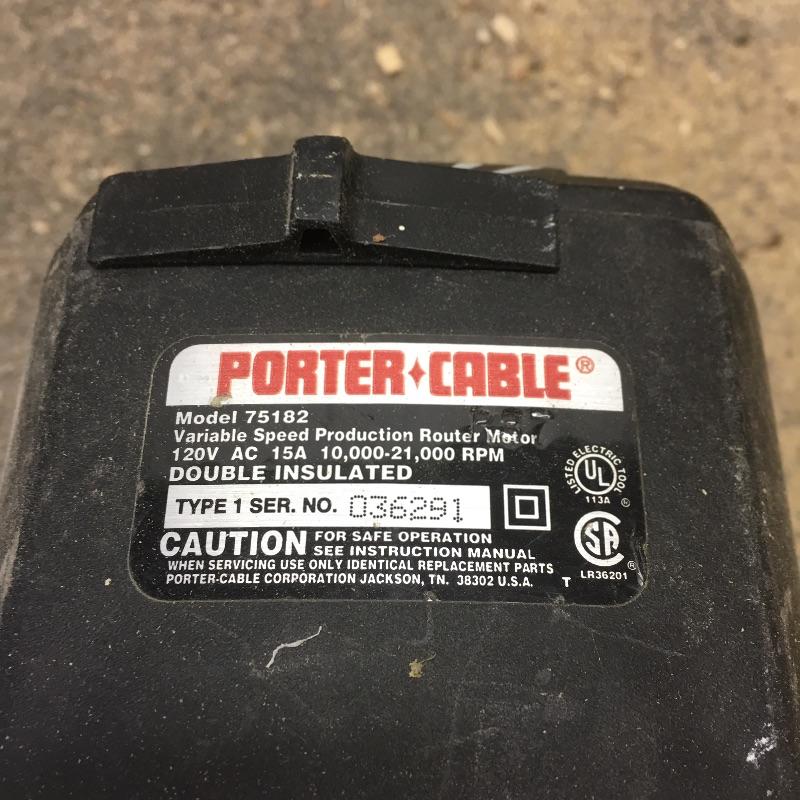 PORTER+CABLE®
Model 75182
Variable Speed Production Router Motor
120V AC 15A 10,000-21,000 RPM
DOUBLE INSULATED
TYPE 1 SER. NO. 036291
CAUTION FOR SAFE OPERATION
SEE INSTRUCTION MANUAL
WHEN SERVICING USE ONLY IDENTICAL REPLACEMENT PARTS
PORTER-CABLE CORPORATION JACKSON, TN. 38302 U.S.A. T
LISTED ELECTRIC TOOL
UL
113A ®
SA ®
LR36201